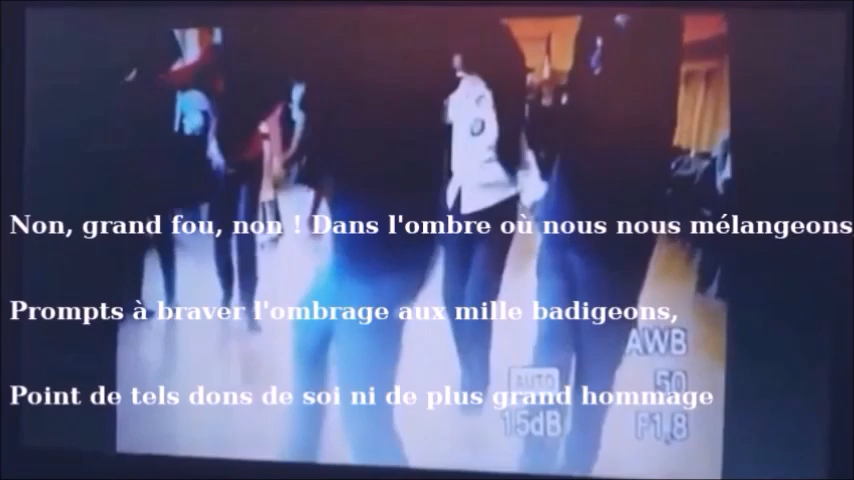 Non, grand fou, non ! Dans l'ombre où nous nous mélangeons
Prompts à braver l'ombrage aux mille badigeons,
AWB
AUTO 50
Point de tels dons de soi ni de plus grand hommage
15dB F1,8